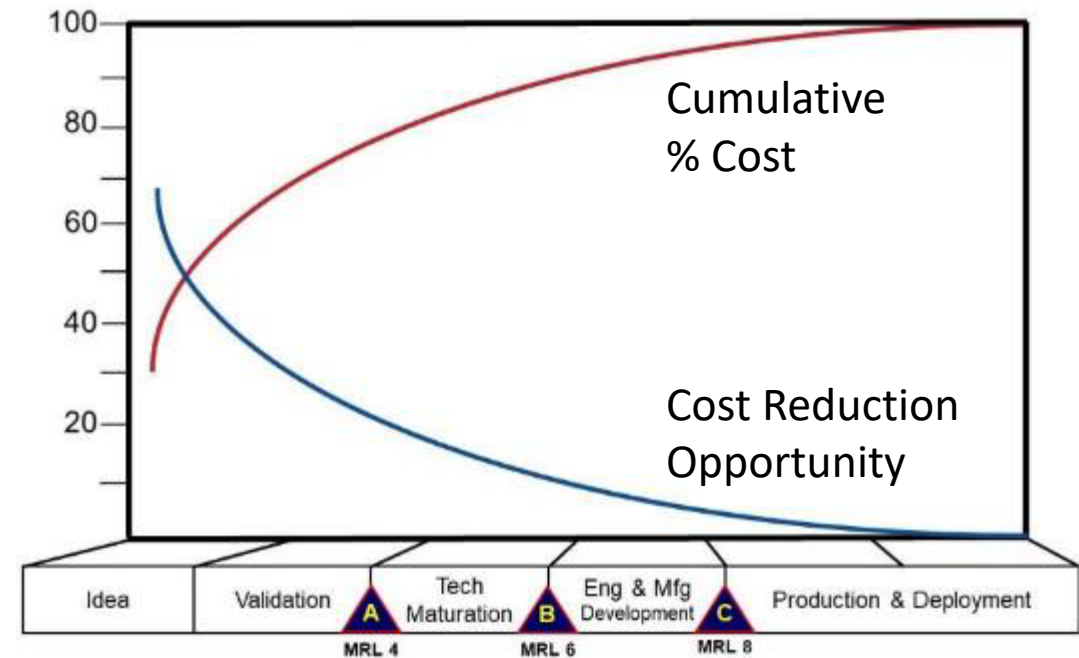 100
80
60
40
20
Cumulative
% Cost
Cost Reduction
Opportunity
Idea
Validation
A
Tech
Maturation
B
Eng & Mfg
Development
C
Production & Deployment
MRL 4
MRL 6
MRL 8